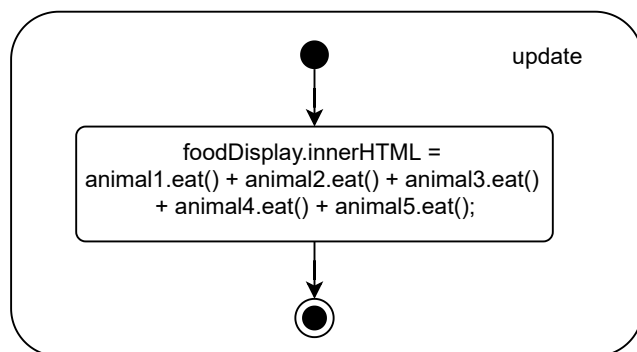 update
foodDisplay.innerHTML =
animal1.eat() + animal2.eat() + animal3.eat()
+ animal4.eat() + animal5.eat();